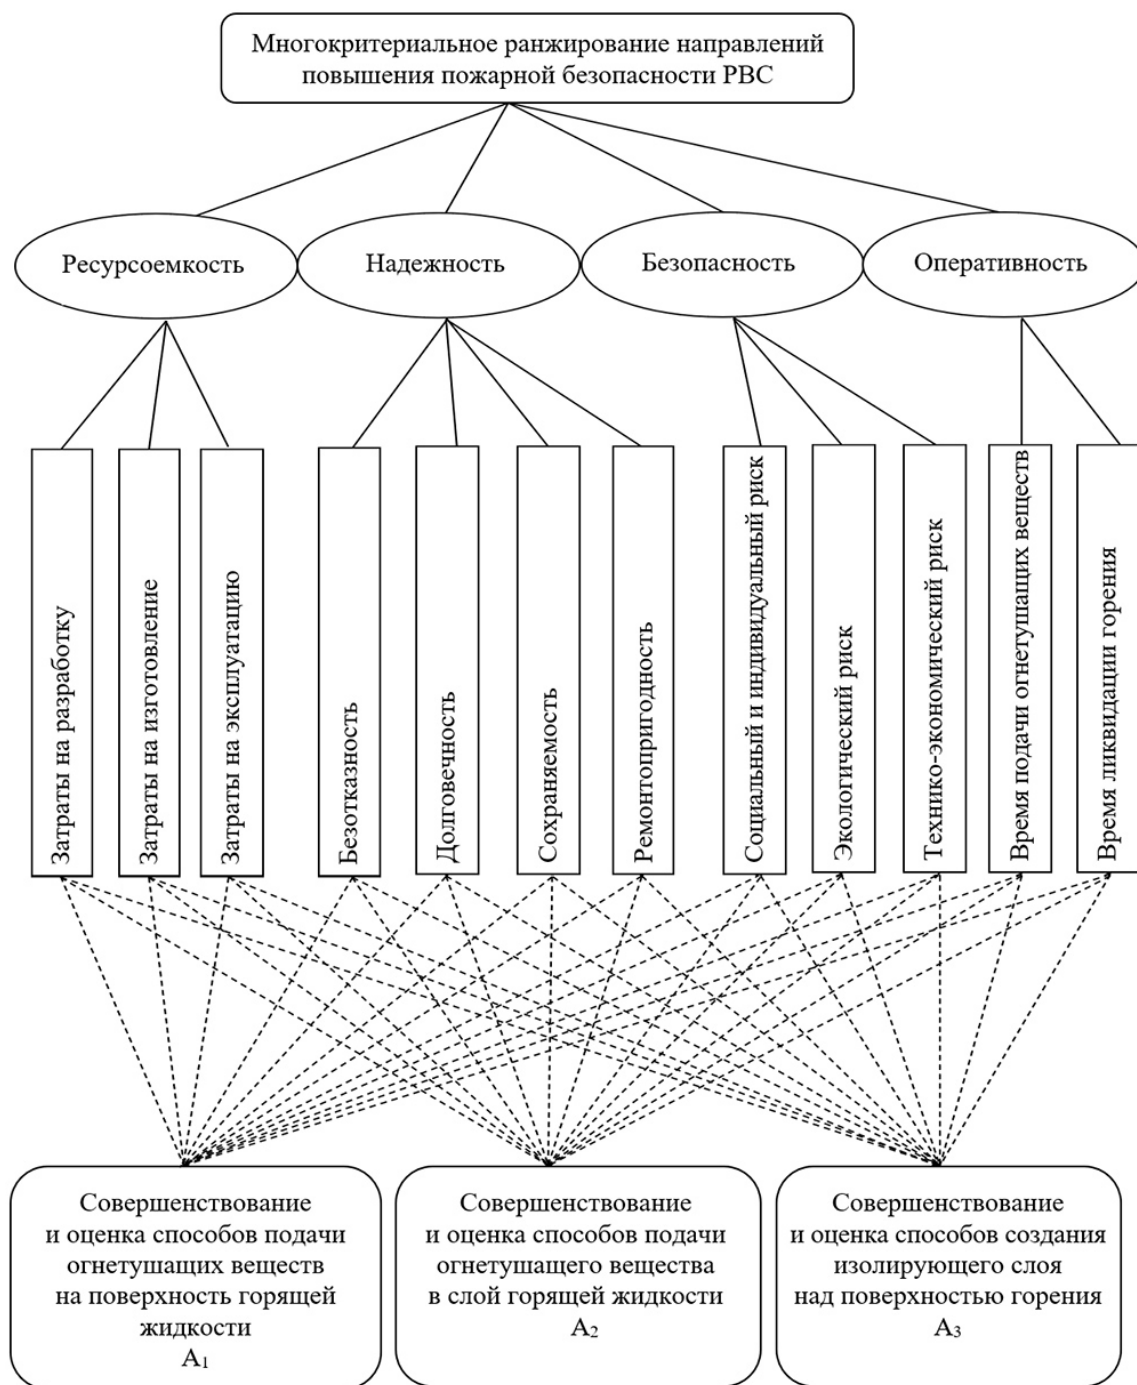 Многокритериальное ранжирование направлений
повышения пожарной безопасности РВС
Ресурсоемкость
Надежность
Безопасность
Оперативность
Затраты на разработку
Затраты на изготовление
Затраты на эксплуатацию
Безотказность
Долговечность
Сохраняемость
Ремонтопригодность
Социальный и индивидуальный риск
Экологический риск
Технико-экономический риск
Время подачи огнетушащих веществ
Время ликвидации горения
Совершенствование
и оценка способов подачи
огнетушащих веществ
на поверхность горящей
жидкости
А₁
Совершенствование
и оценка способов подачи
огнетушащего вещества
в слой горящей жидкости
А₂
Совершенствование
и оценка способов создания
изолирующего слоя
над поверхностью горения
А₃